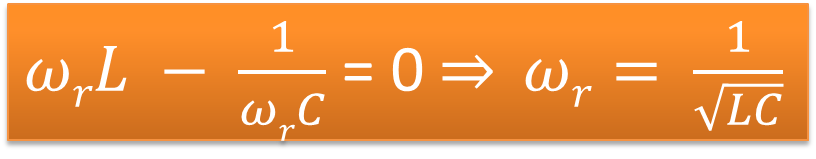 ω_r L − 1/(ω_r C) = 0 ⇒ ω_r = 1/√(LC)